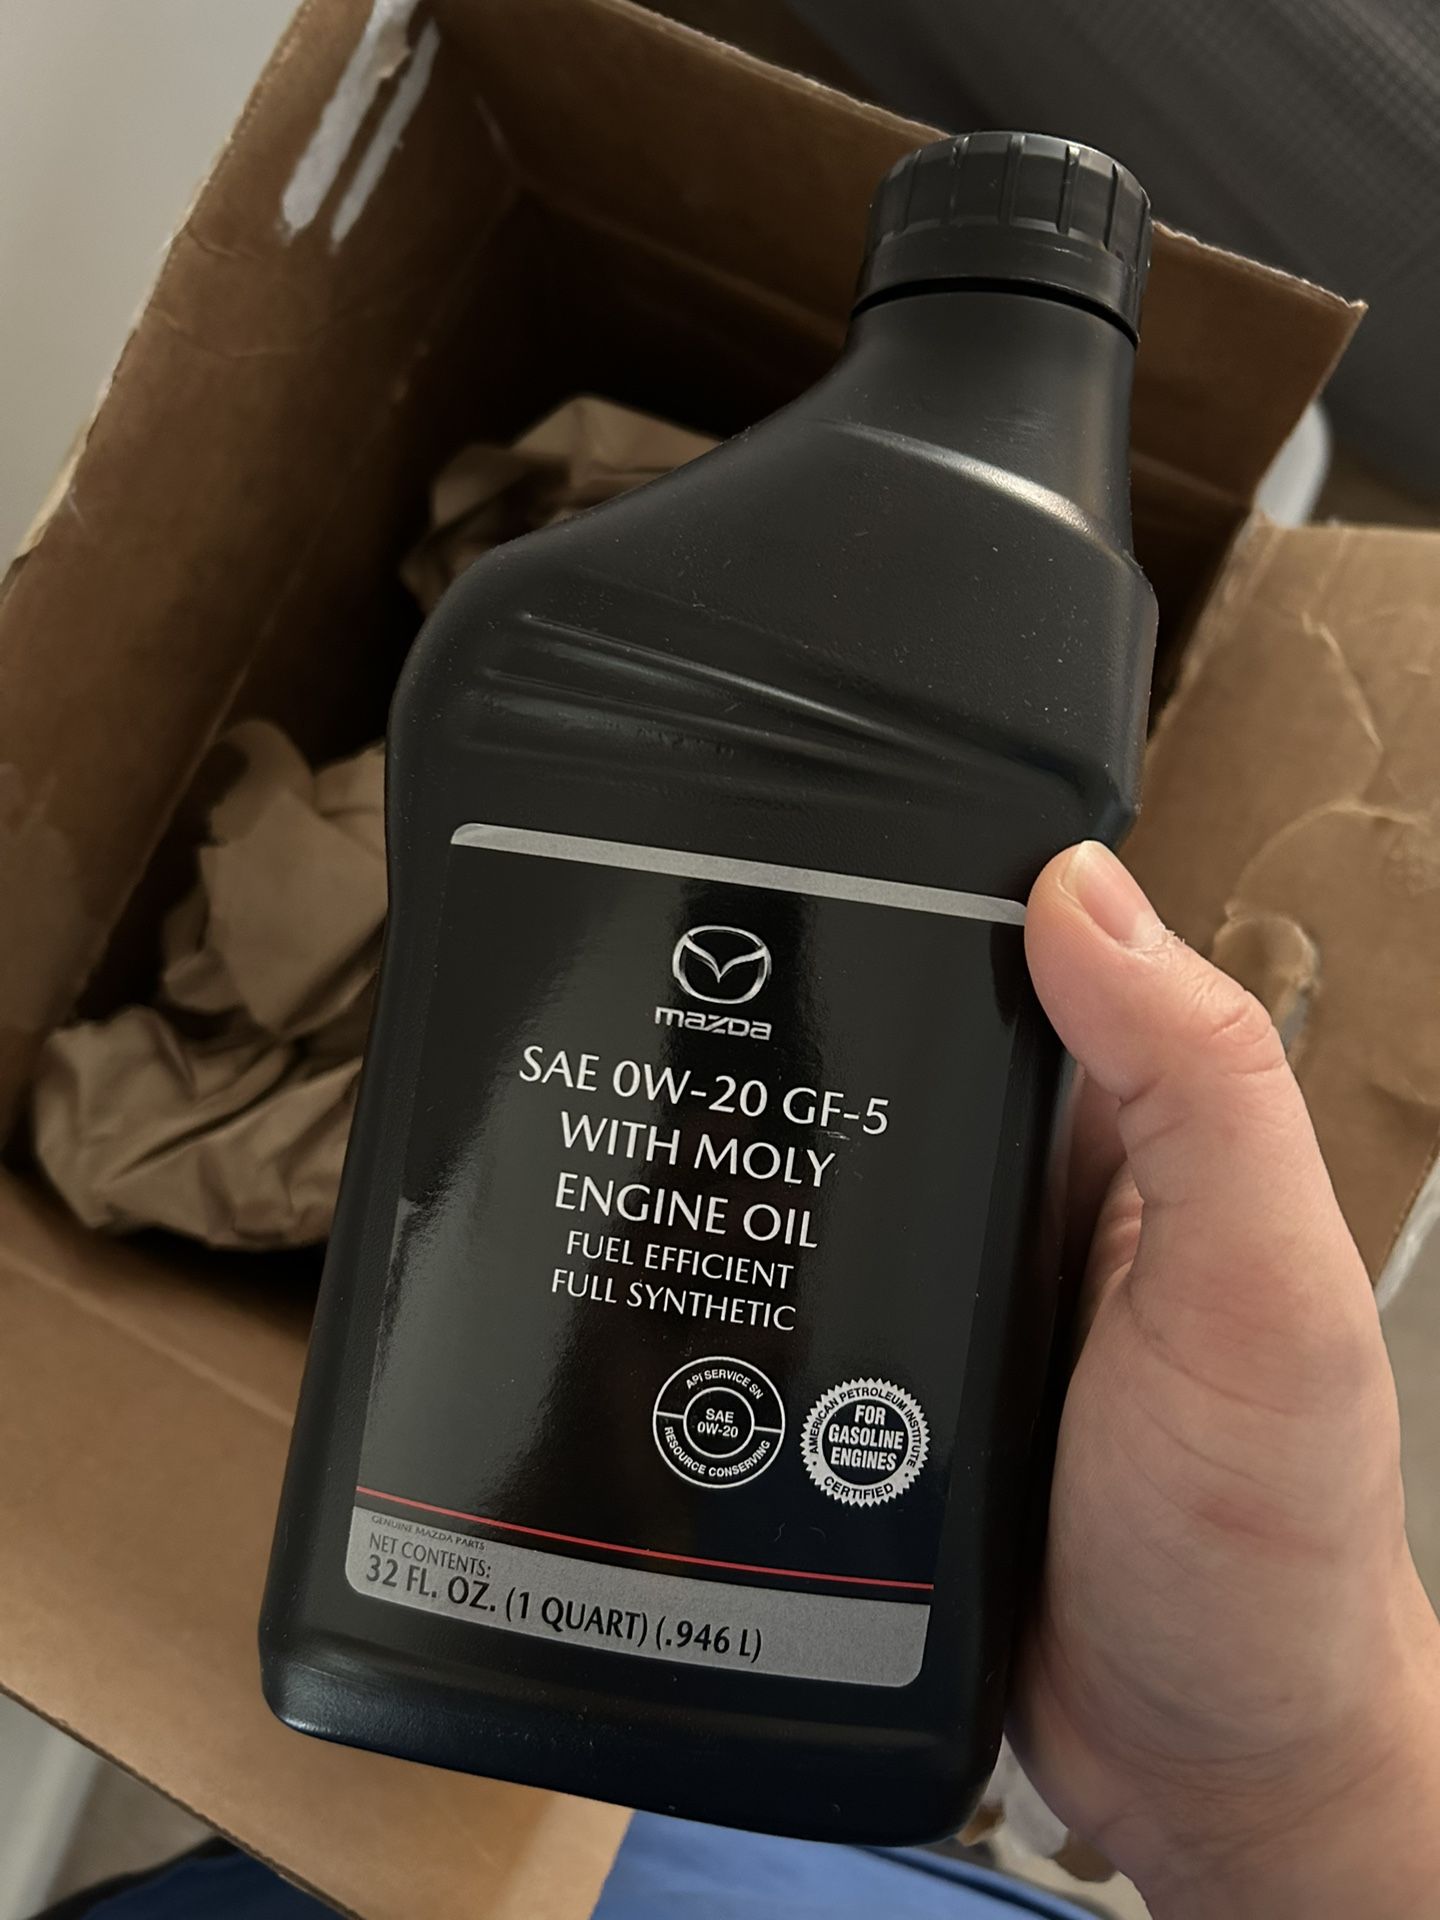 mazda
SAE 0W-20 GF-5
WITH MOLY
ENGINE OIL
FUEL EFFICIENT
FULL SYNTHETIC
API SERVICE SN
SAE
0W-20
RESOURCE CONSERVING
AMERICAN PETROLEUM INSTITUTE
FOR
GASOLINE
ENGINES
CERTIFIED
GENUINE MAZDA PARTS
NET CONTENTS:
32 FL. OZ. (1 QUART) (.946 L)